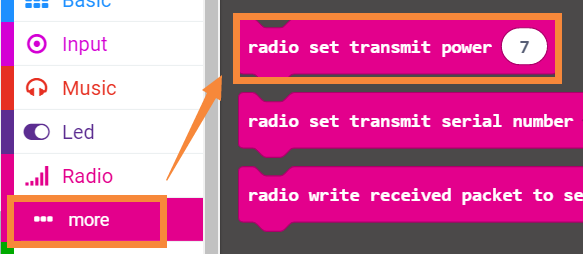 Basic
Input
Music
Led
Radio
more
radio set transmit power 7
radio set transmit serial number
radio write received packet to se